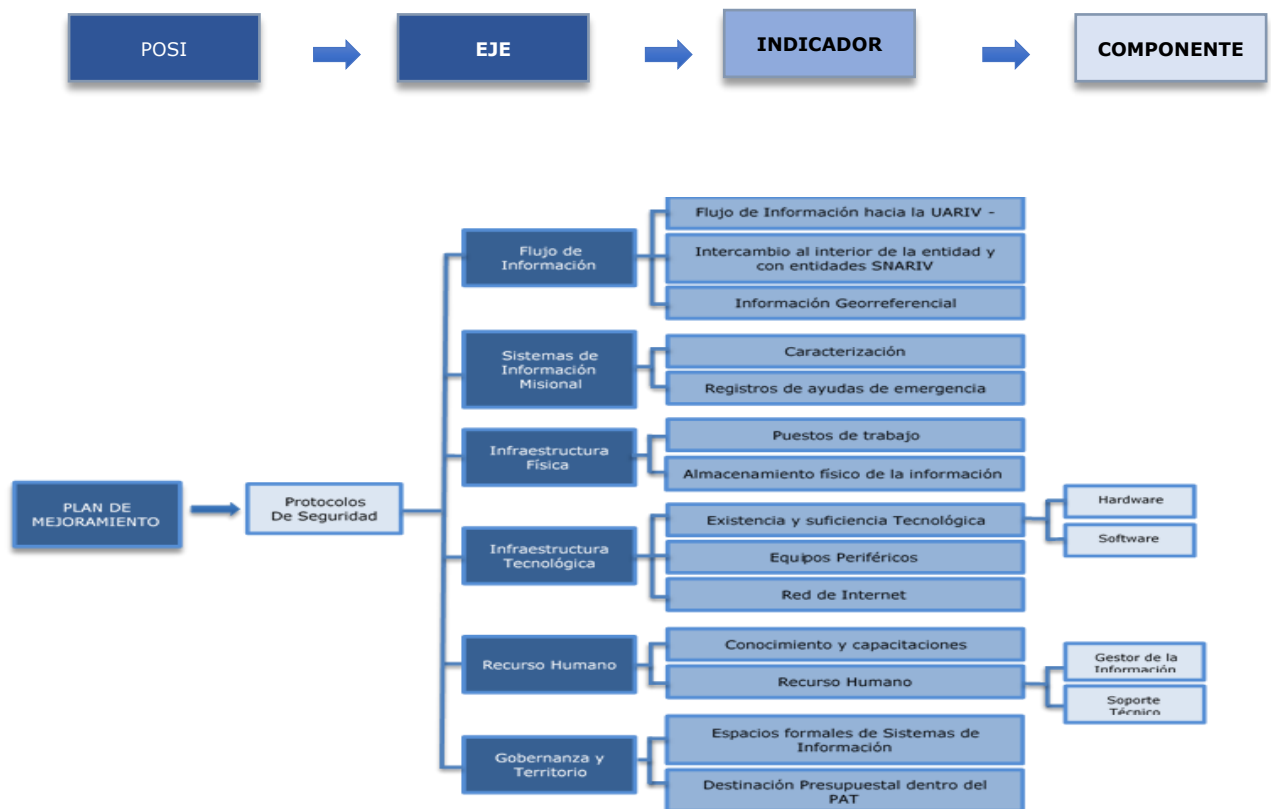 POSI
EJE
INDICADOR
COMPONENTE
Flujo de Información hacia la UARIV -
Flujo de
Información
Intercambio al interior de la entidad y
con entidades SNARIV
Información Georreferencial
Sistemas de
Información
Misional
Caracterización
Registros de ayudas de emergencia
Infraestructura
Física
Puestos de trabajo
Almacenamiento físico de la información
PLAN DE
MEJORAMIENTO
Protocolos
De Seguridad
Infraestructura
Tecnológica
Existencia y suficiencia Tecnológica
Hardware
Software
Equipos Periféricos
Red de Internet
Recurso Humano
Conocimiento y capacitaciones
Recurso Humano
Gestor de la
Información
Soporte
Técnico
Gobernanza y
Territorio
Espacios formales de Sistemas de
Información
Destinación Presupuestal dentro del
PAT